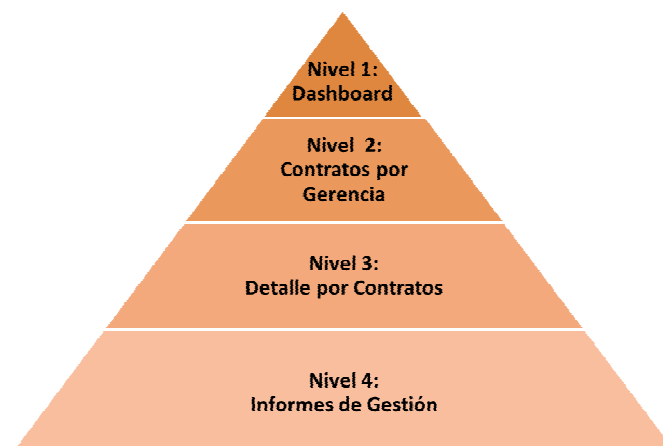 Nivel 1:
Dashboard
Nivel 2:
Contratos por
Gerencia
Nivel 3:
Detalle por Contratos
Nivel 4:
Informes de Gestión